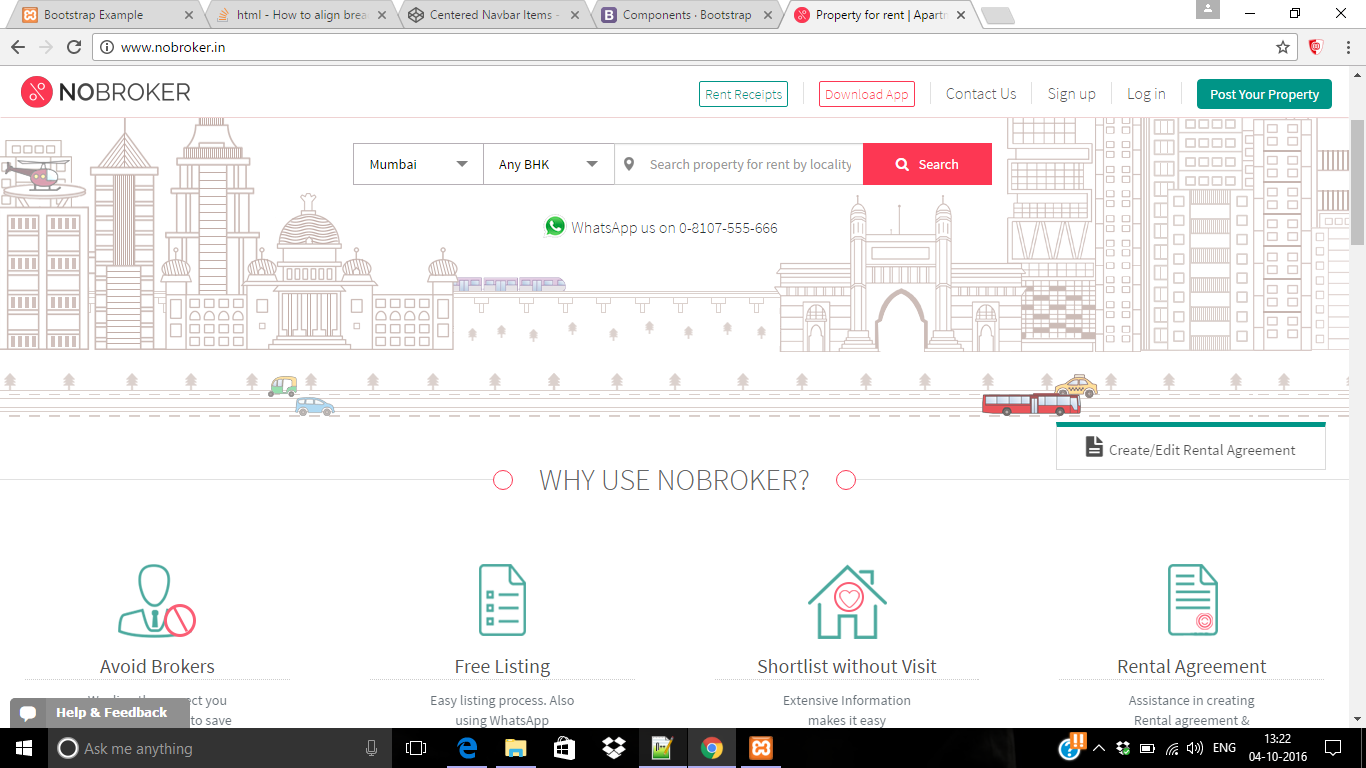 Bootstrap Example
html - How to align brea
Centered Navbar Items -
Components · Bootstrap
Property for rent | Apartm
www.nobroker.in
NOBROKER
Rent Receipts
Download App
Contact Us
Sign up
Log in
Post Your Property
Mumbai
Any BHK
Search property for rent by locality
Search
WhatsApp us on 0-8107-555-666
Create/Edit Rental Agreement
WHY USE NOBROKER?
Avoid Brokers
Free Listing
Shortlist without Visit
Rental Agreement
ct you
Easy listing process. Also
Extensive Information
Assistance in creating
to save
using WhatsApp
makes it easy
Rental agreement &
Help & Feedback
Ask me anything
ENG
13:22
04-10-2016